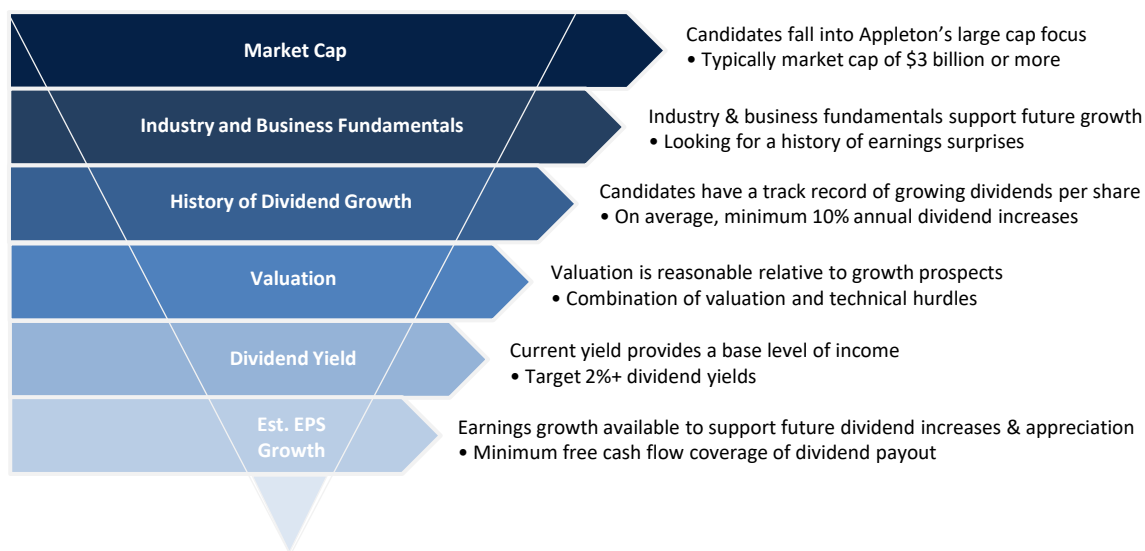 Market Cap
Candidates fall into Appleton’s large cap focus
• Typically market cap of $3 billion or more
Industry and Business Fundamentals
Industry & business fundamentals support future growth
• Looking for a history of earnings surprises
History of Dividend Growth
Candidates have a track record of growing dividends per share
• On average, minimum 10% annual dividend increases
Valuation
Valuation is reasonable relative to growth prospects
• Combination of valuation and technical hurdles
Dividend Yield
Current yield provides a base level of income
• Target 2%+ dividend yields
Est. EPS
Growth
Earnings growth available to support future dividend increases & appreciation
• Minimum free cash flow coverage of dividend payout